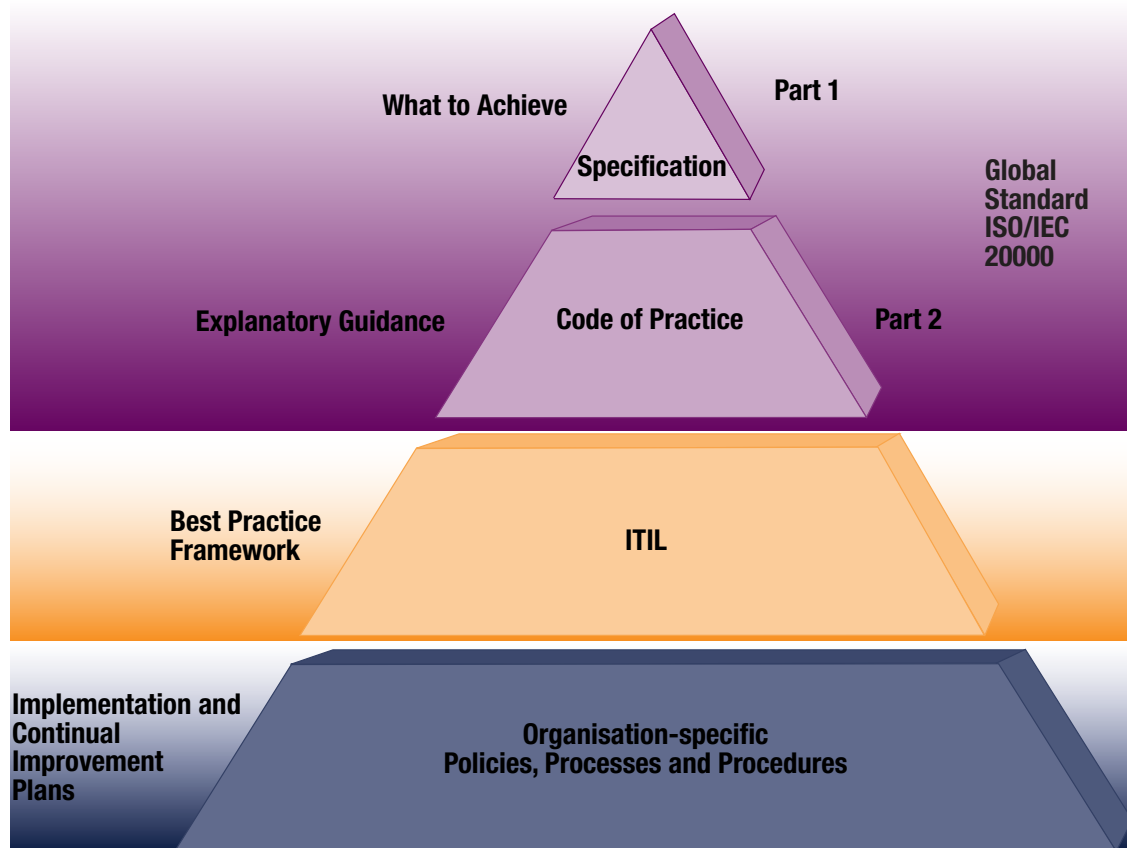 What to Achieve
Part 1
Specification
Global
Standard
ISO/IEC
20000
Explanatory Guidance
Code of Practice
Part 2
Best Practice
Framework
ITIL
Implementation and
Continual
Improvement
Plans
Organisation-specific
Policies, Processes and Procedures